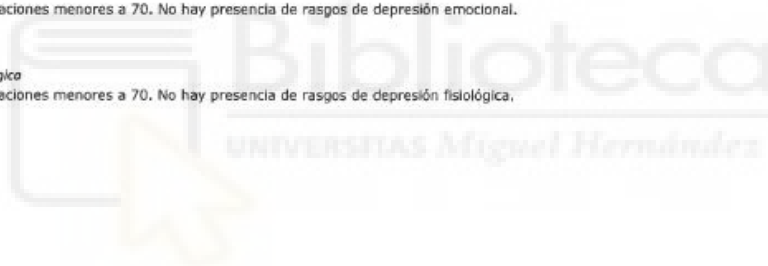 aciones menores a 70. No hay presencia de rasgos de depresión emocional.
gica
aciones menores a 70. No hay presencia de rasgos de depresión fisiológica.
Biblioteca
UNIVERSITAS Miguel Hernández